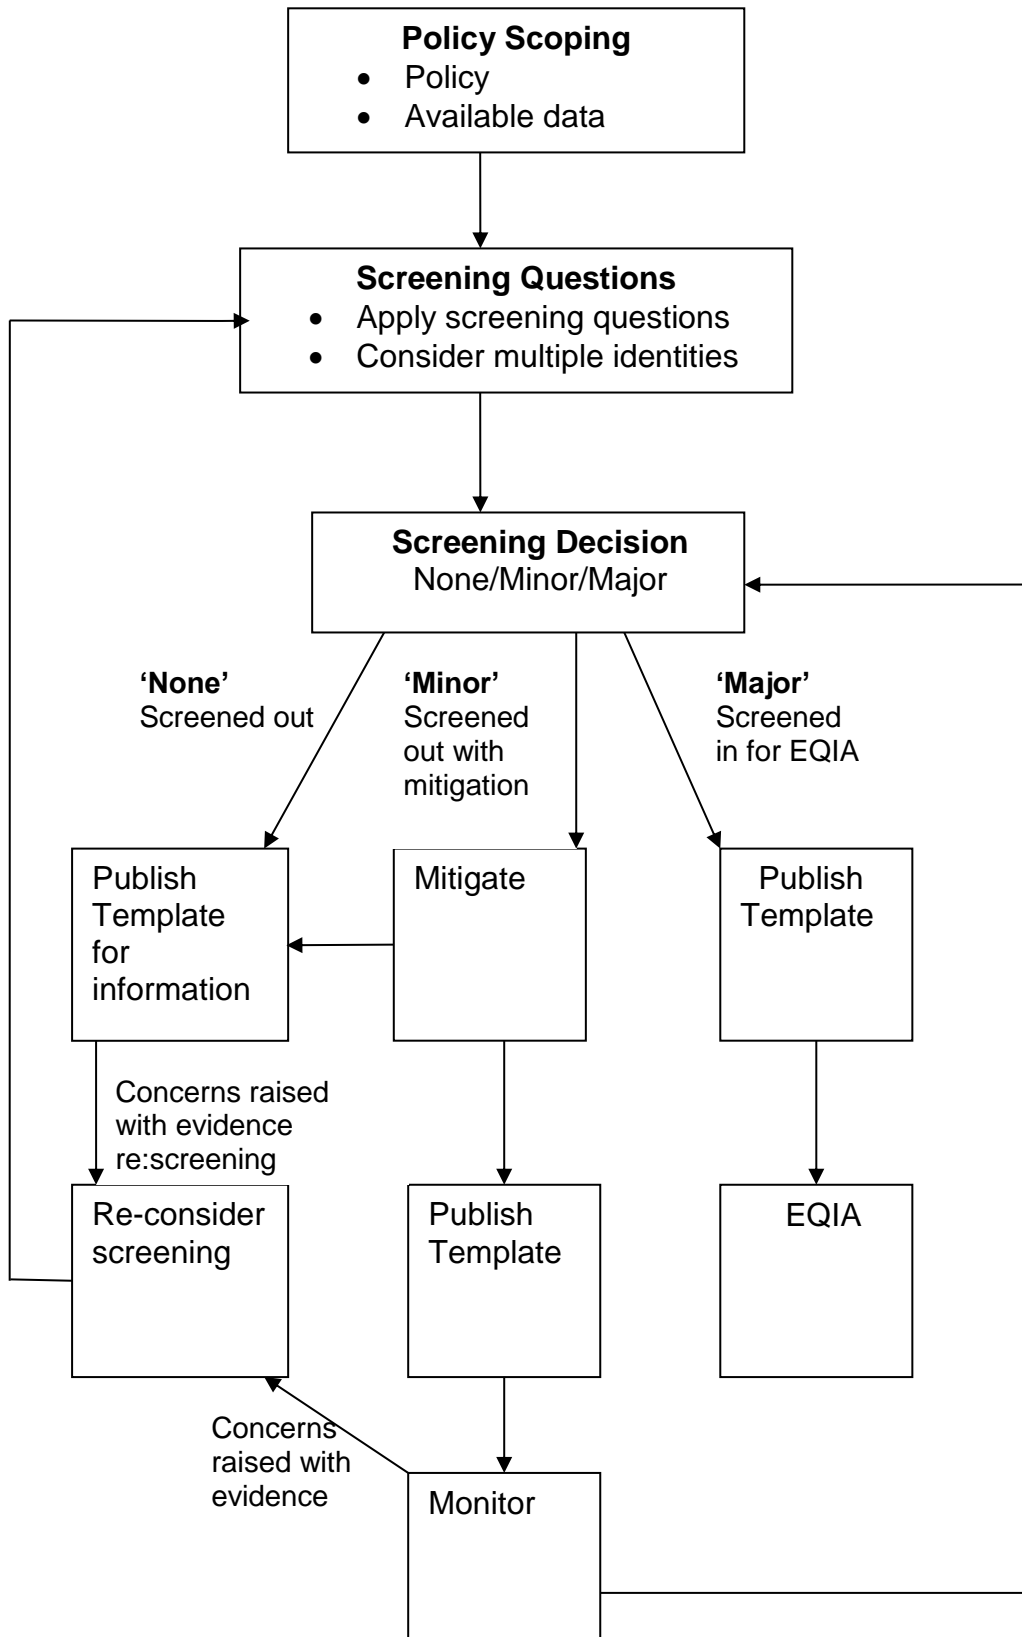 Policy Scoping
• Policy
• Available data
Screening Questions
• Apply screening questions
• Consider multiple identities
Screening Decision
None/Minor/Major
‘None’
Screened out
‘Minor’
Screened
out with
mitigation
‘Major’
Screened
in for EQIA
Publish
Template
for
information
Mitigate
Publish
Template
Concerns raised
with evidence
re:screening
Re-consider
screening
Publish
Template
EQIA
Concerns
raised with
evidence
Monitor